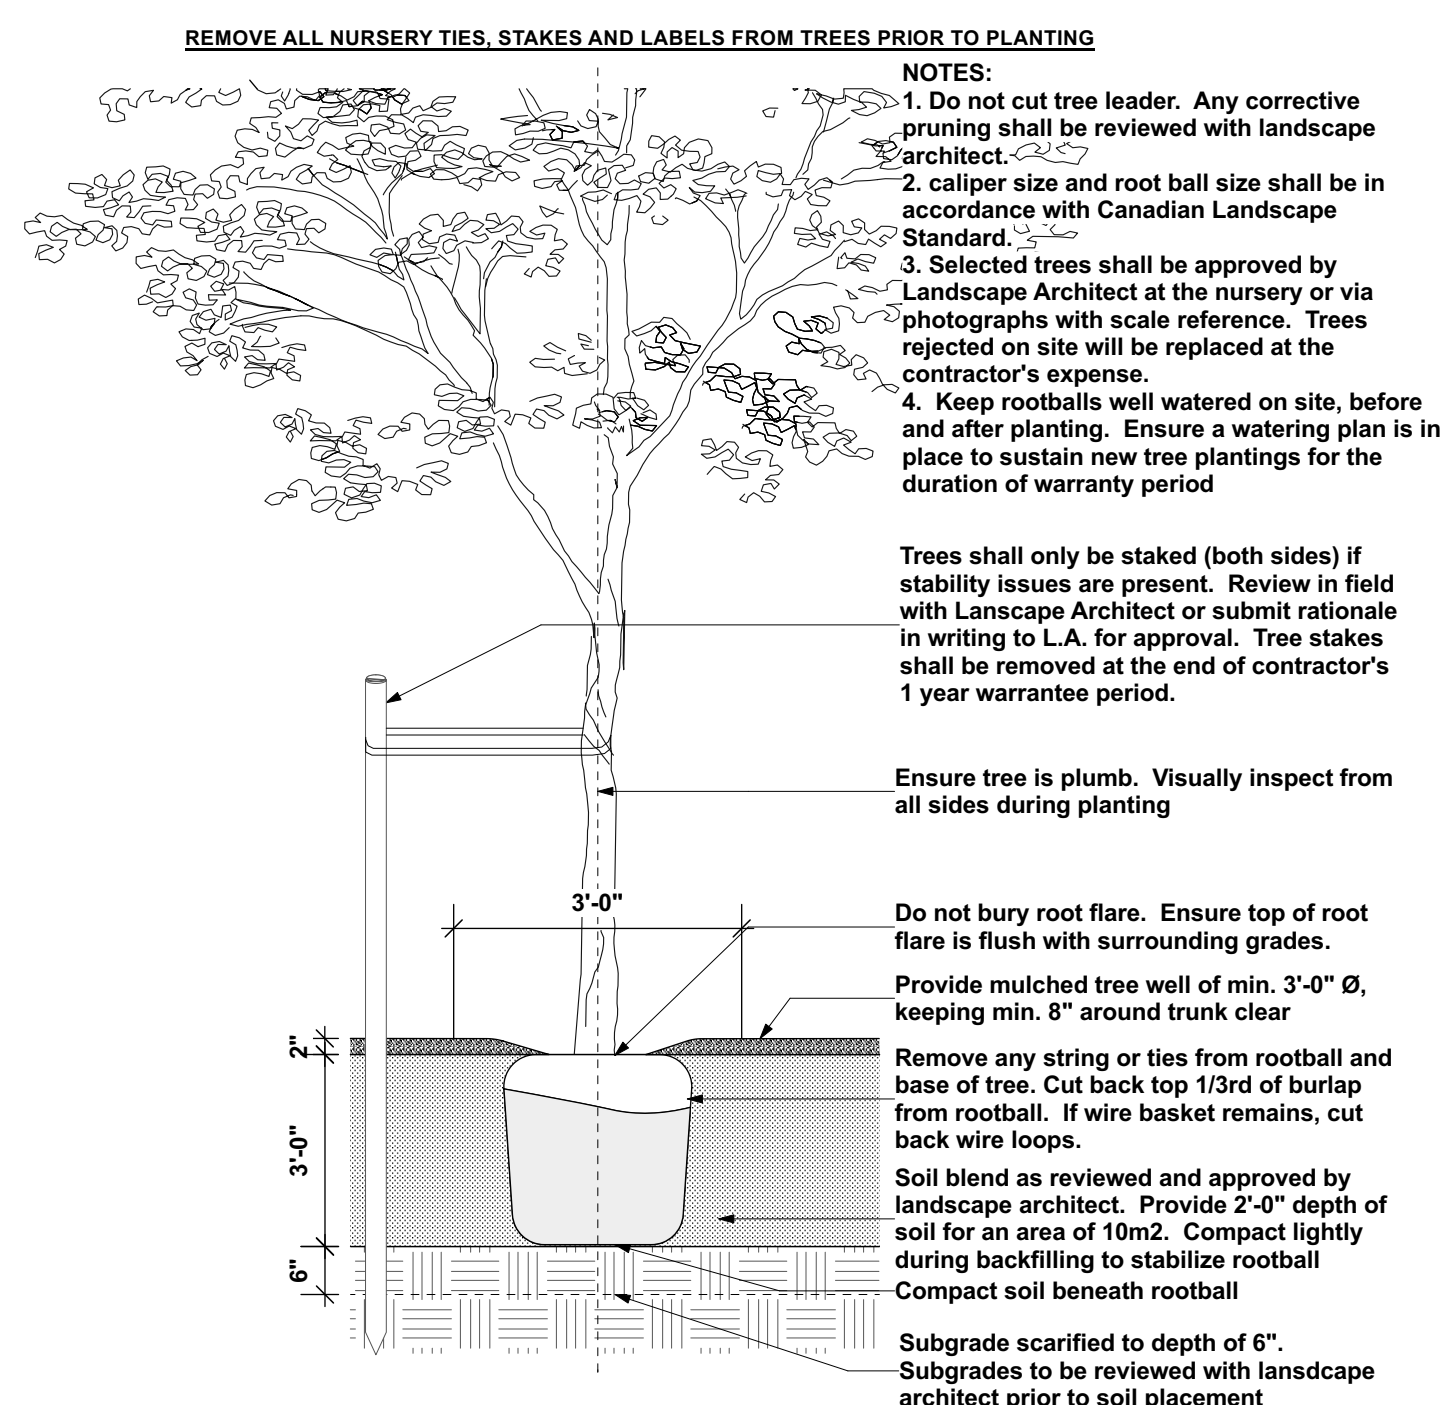 REMOVE ALL NURSERY TIES, STAKES AND LABELS FROM TREES PRIOR TO PLANTING
NOTES:
1. Do not cut tree leader. Any corrective
pruning shall be reviewed with landscape
architect.
2. caliper size and root ball size shall be in
accordance with Canadian Landscape
Standard.
3. Selected trees shall be approved by
Landscape Architect at the nursery or via
photographs with scale reference. Trees
rejected on site will be replaced at the
contractor's expense.
4. Keep rootballs well watered on site, before
and after planting. Ensure a watering plan is in
place to sustain new tree plantings for the
duration of warranty period
Trees shall only be staked (both sides) if
stability issues are present. Review in field
with Lanscape Architect or submit rationale
in writing to L.A. for approval. Tree stakes
shall be removed at the end of contractor's
1 year warrantee period.
Ensure tree is plumb. Visually inspect from
all sides during planting
3'-0"
Do not bury root flare. Ensure top of root
flare is flush with surrounding grades.
Provide mulched tree well of min. 3'-0" Ø,
keeping min. 8" around trunk clear
2"
Remove any string or ties from rootball and
base of tree. Cut back top 1/3rd of burlap
from rootball. If wire basket remains, cut
back wire loops.
3'-0"
Soil blend as reviewed and approved by
landscape architect. Provide 2'-0" depth of
soil for an area of 10m2. Compact lightly
during backfilling to stabilize rootball
6"
Compact soil beneath rootball
Subgrade scarified to depth of 6".
Subgrades to be reviewed with lansdcape
architect prior to soil placement